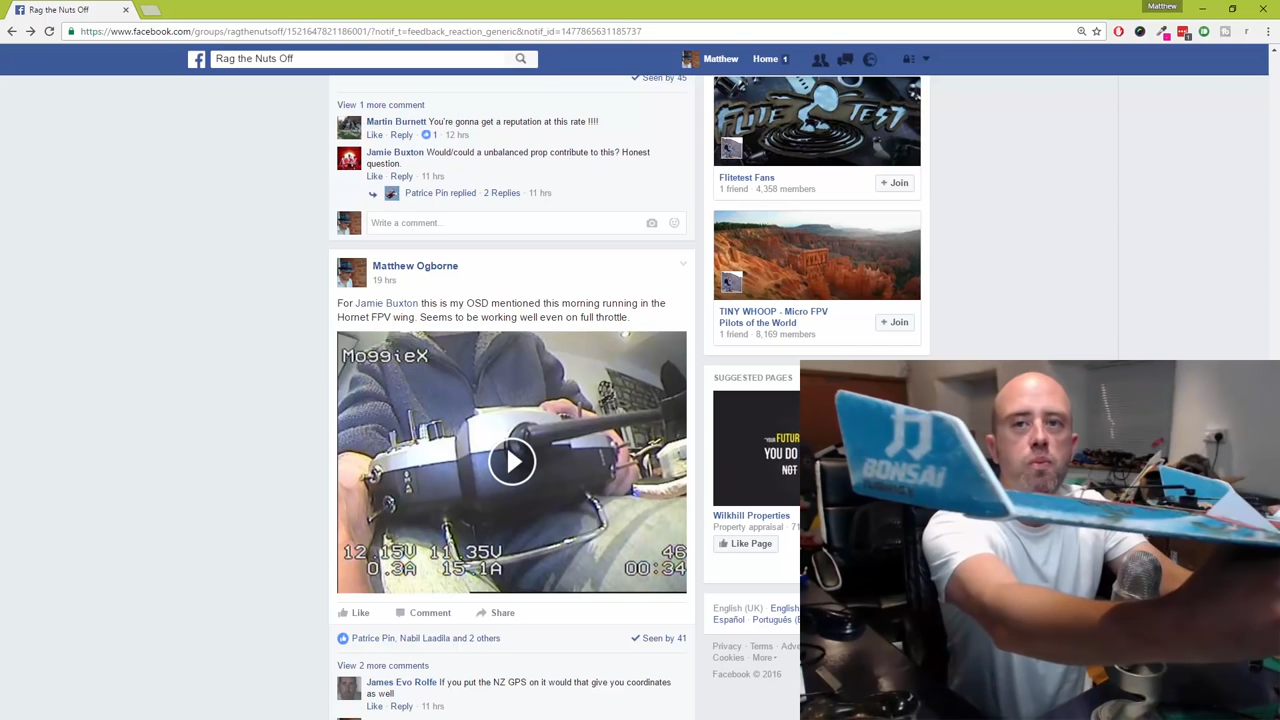 Rag the Nuts Off
Matthew
https://www.facebook.com/groups/ragthenutsoff/1521647821186001/?notif_t=feedback_reaction_generic&notif_id=1477865631185737
Rag the Nuts Off
Matthew
Home 1
Seen by 45
View 1 more comment
Martin Burnett You're gonna get a reputation at this rate !!!!
Like · Reply · 1 · 12 hrs
Jamie Buxton Would/could a unbalanced prop contribute to this? Honest
question.
Like · Reply · 11 hrs
Patrice Pin replied · 2 Replies · 11 hrs
Write a comment...
Matthew Ogborne
19 hrs
For Jamie Buxton this is my OSD mentioned this morning running in the
Hornet FPV wing. Seems to be working well even on full throttle.
Mo99ieX
12.15V 11.35V 46
0.3A 15.1A 00:34
Like Comment Share
Patrice Pin, Nabil Laadila and 2 others
Seen by 41
View 2 more comments
James Evo Rolfe If you put the NZ GPS on it would that give you coordinates
as well
Like · Reply · 11 hrs
FLITE TEST
Flitetest Fans
1 friend · 4,358 members
+ Join
TINY WHOOP - Micro FPV
Pilots of the World
1 friend · 8,169 members
+ Join
SUGGESTED PAGES
YOUR FUTUR
YOU DO
NOT
Wilkhill Properties
Property appraisal · 71
Like Page
English (UK) · English
Español · Português (B
Privacy · Terms · Adve
Cookies · More
Facebook © 2016
BONSAI